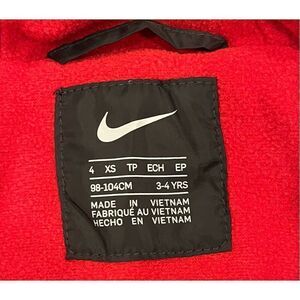 4 XS TP ECH EP
98-104CM 3-4 YRS
MADE IN VIETNAM
FABRIQUÉ AU VIETNAM
HECHO EN VIETNAM